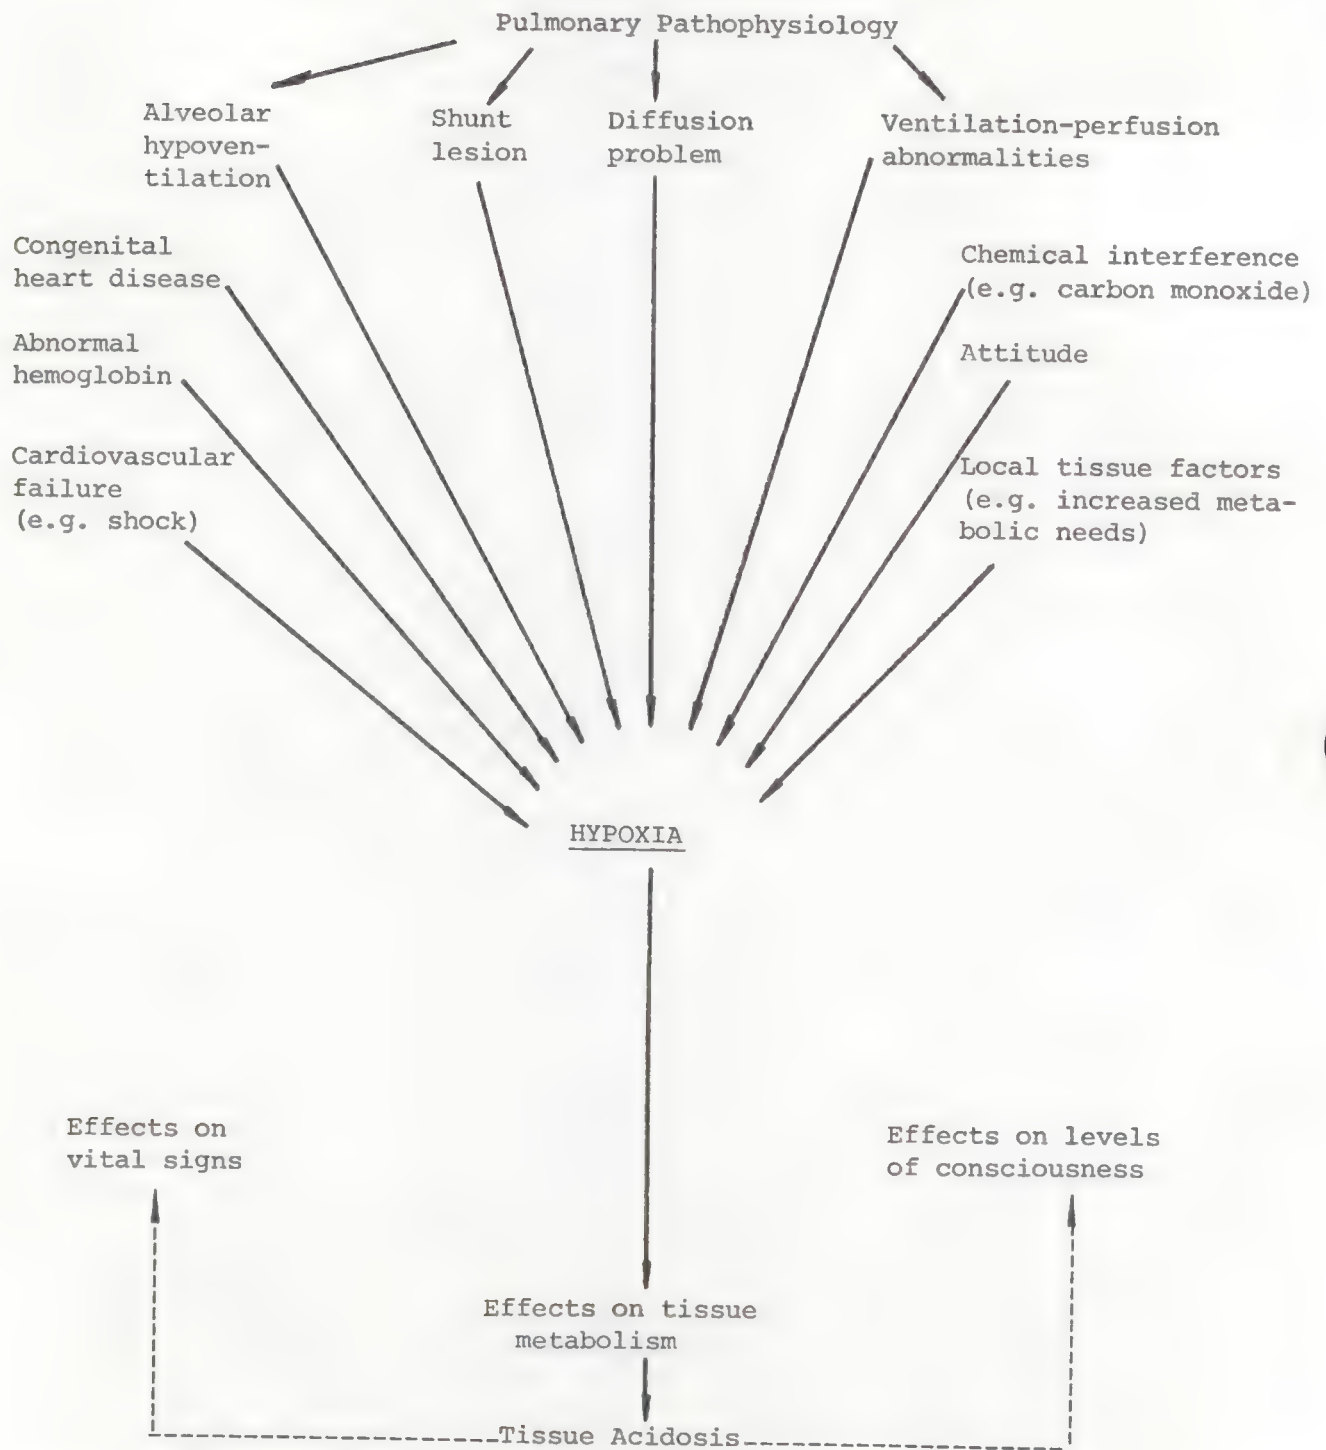 Pulmonary Pathophysiology
Alveolar
hypoven-
tilation
Shunt
lesion
Diffusion
problem
Ventilation-perfusion
abnormalities
Congenital
heart disease
Chemical interference
(e.g. carbon monoxide)
Abnormal
hemoglobin
Attitude
Cardiovascular
failure
(e.g. shock)
Local tissue factors
(e.g. increased meta-
bolic needs)
HYPOXIA
Effects on
vital signs
Effects on levels
of consciousness
Effects on tissue
metabolism
Tissue Acidosis